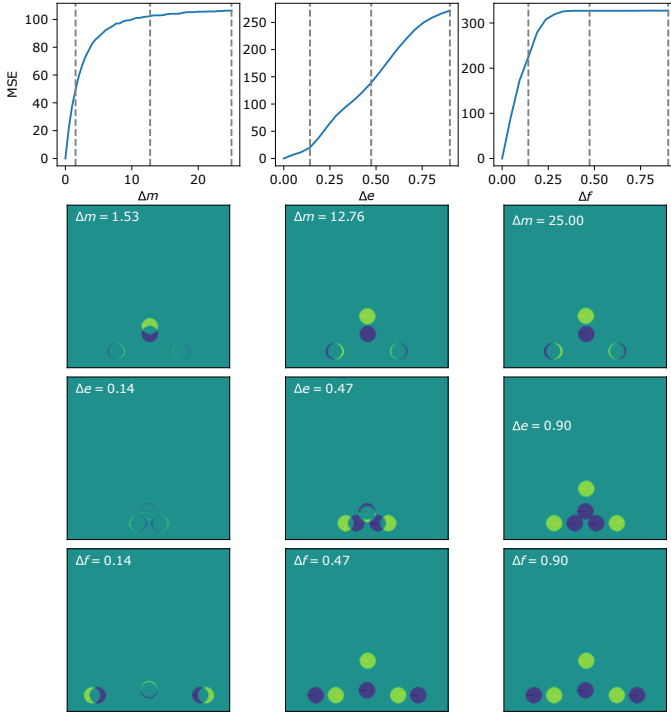 MSE
100
80
60
40
20
0
0
10
20
Δm
250
200
150
100
50
0
0.00
0.25
0.50
0.75
Δe
300
200
100
0
0.00
0.25
0.50
0.75
Δf
Δm = 1.53
Δm = 12.76
Δm = 25.00
Δe = 0.14
Δe = 0.47
Δe = 0.90
Δf = 0.14
Δf = 0.47
Δf = 0.90